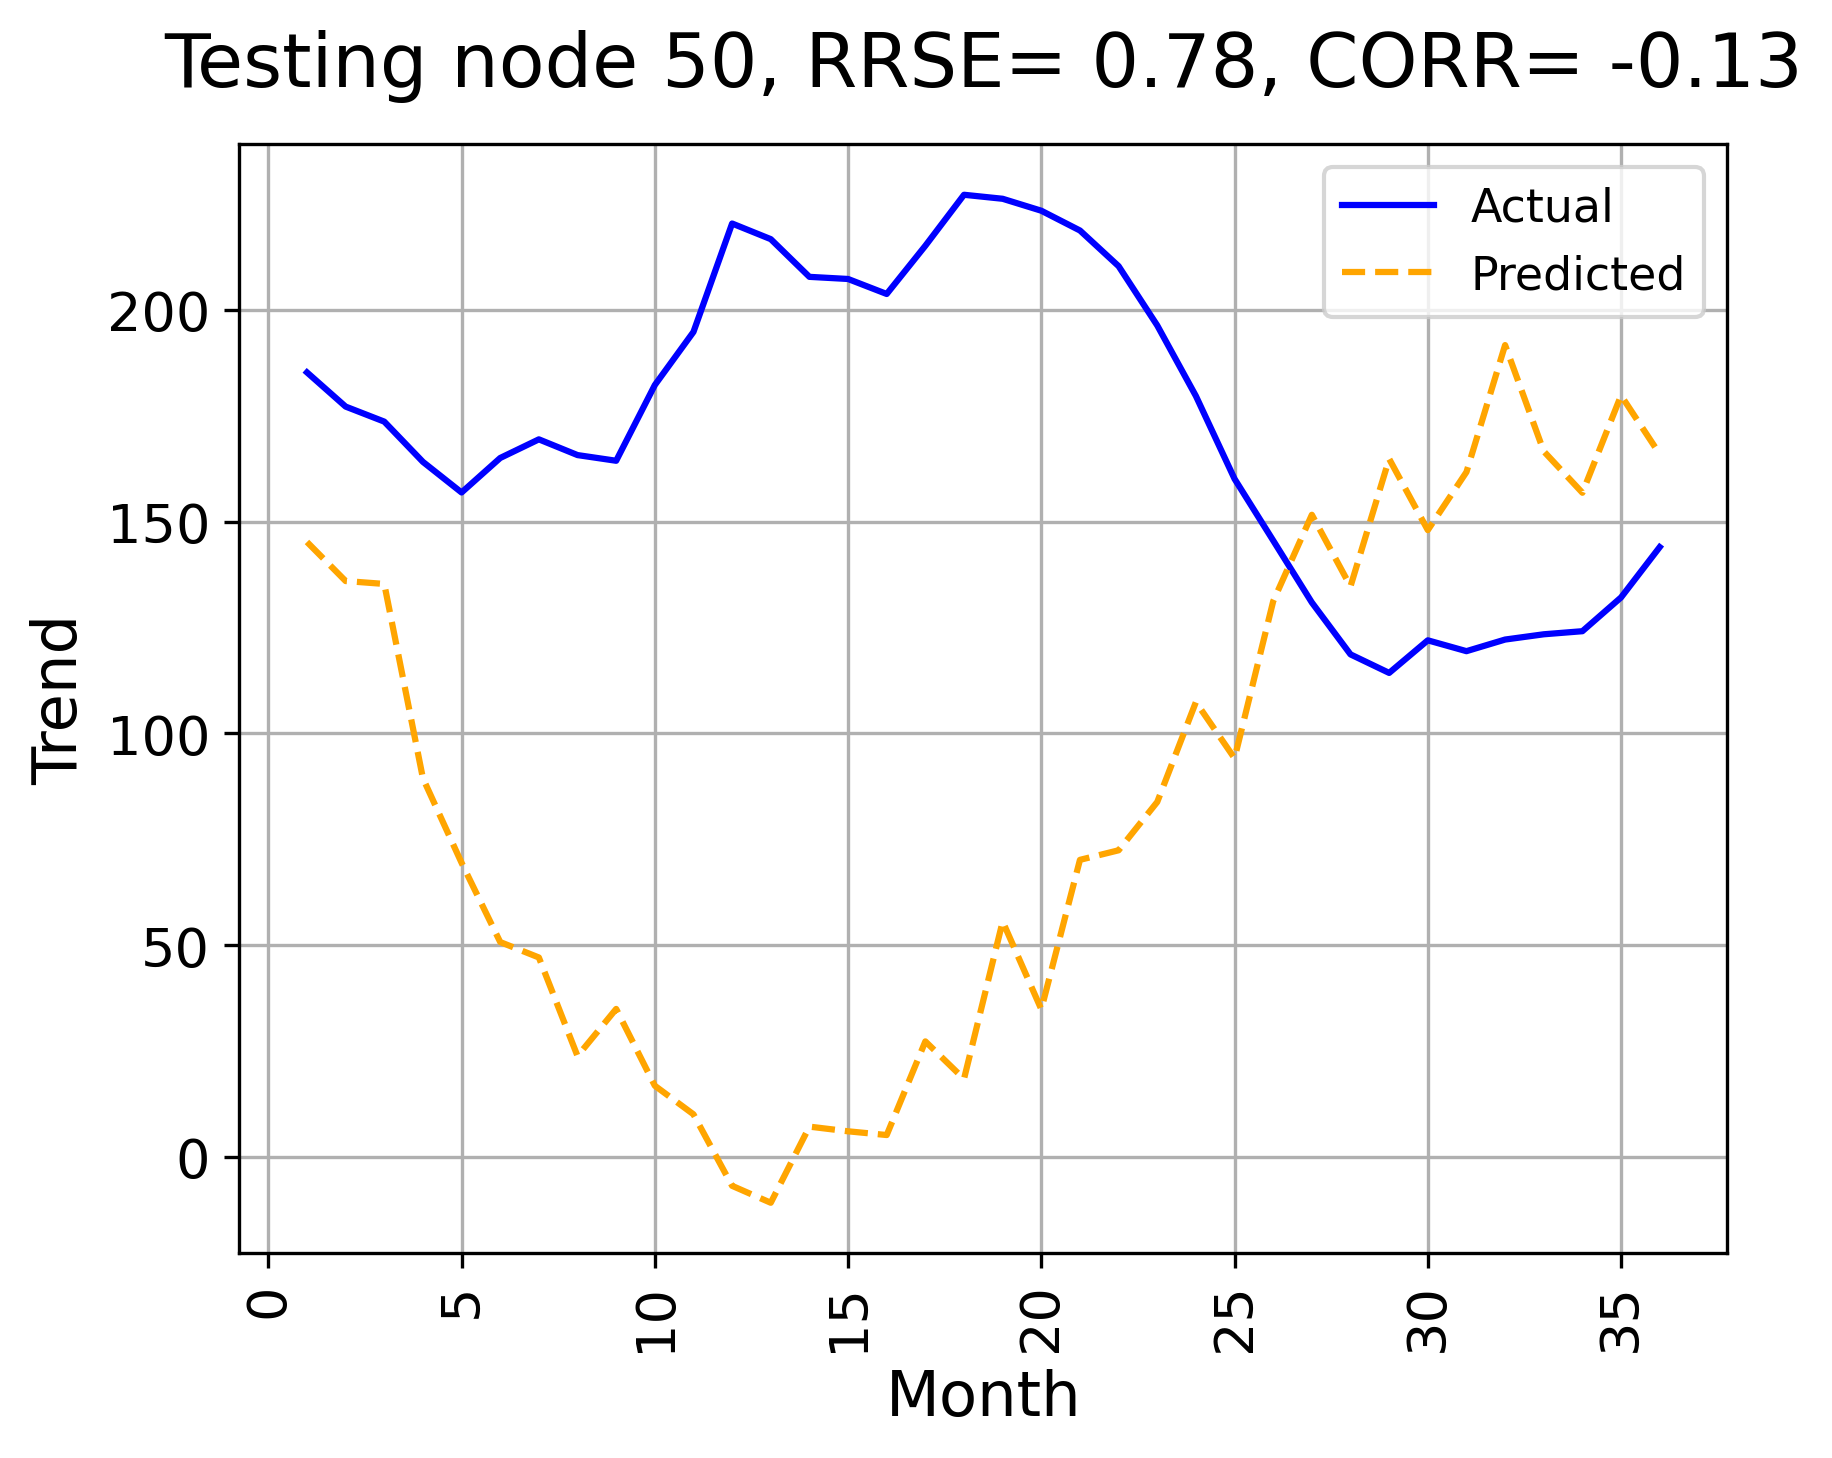 Testing node 50, RRSE= 0.78, CORR= -0.13
Actual
Predicted
Trend
200
150
100
50
0
0
5
10
15
20
25
30
35
Month